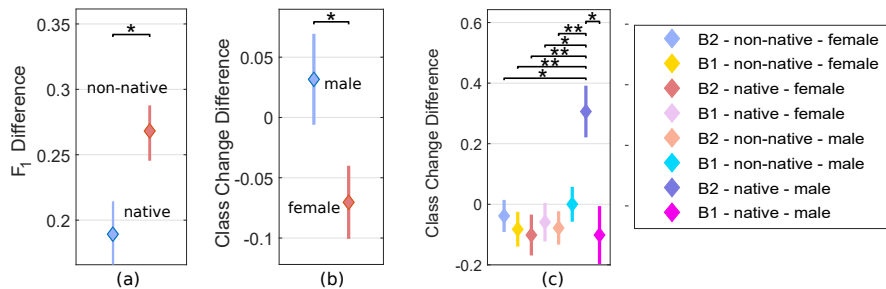 F1 Difference
0.35
0.3
0.25
0.2
*
non-native
native
(a)
Class Change Difference
0.05
0
-0.05
-0.1
*
male
female
(b)
Class Change Difference
0.6
0.4
0.2
0
-0.2
*
**
*
**
**
*
(c)
B2 - non-native - female
B1 - non-native - female
B2 - native - female
B1 - native - female
B2 - non-native - male
B1 - non-native - male
B2 - native - male
B1 - native - male